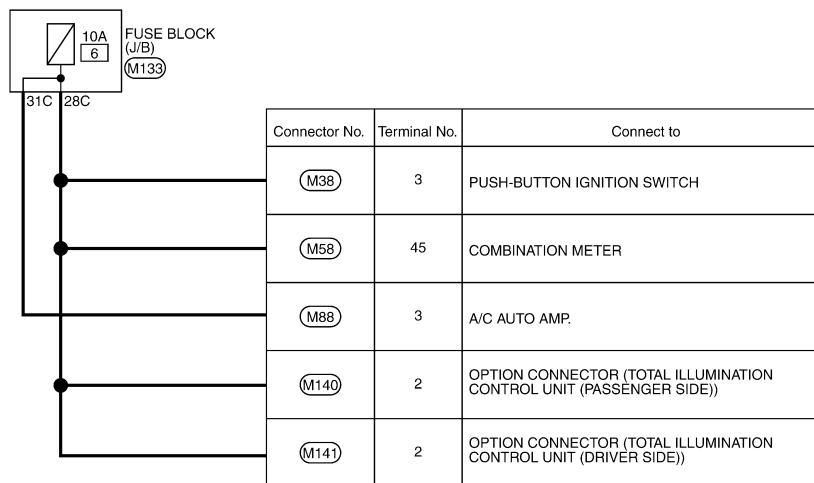 10A
6
FUSE BLOCK
(J/B)
M133
31C 28C
Connector No. Terminal No. Connect to
M38 3 PUSH-BUTTON IGNITION SWITCH
M58 45 COMBINATION METER
M88 3 A/C AUTO AMP.
M140 2 OPTION CONNECTOR (TOTAL ILLUMINATION
CONTROL UNIT (PASSENGER SIDE))
M141 2 OPTION CONNECTOR (TOTAL ILLUMINATION
CONTROL UNIT (DRIVER SIDE))